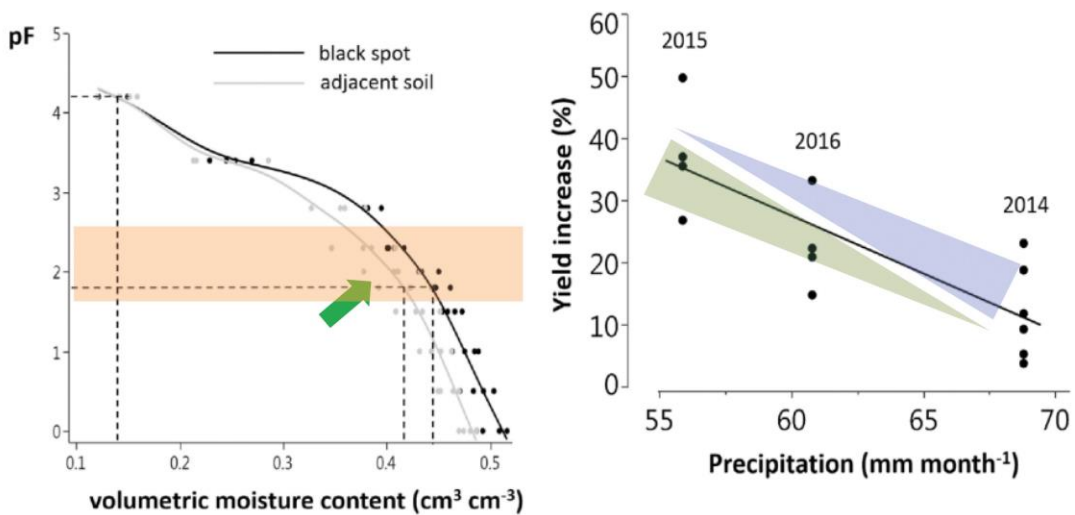 pF
5
4
3
2
1
0
0.1 0.2 0.3 0.4 0.5
volumetric moisture content (cm³ cm⁻³)
black spot
adjacent soil
Yield increase (%)
60
50
40
30
20
10
0
55 60 65 70
Precipitation (mm month⁻¹)
2015
2016
2014